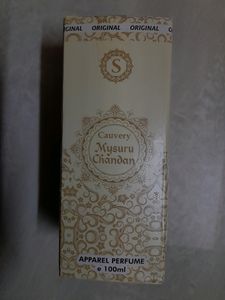 ORIGINAL ORIGINAL ORIGINAL
S
Cauvery
Mysuru
Chandan
APPAREL PERFUME
e 100ml